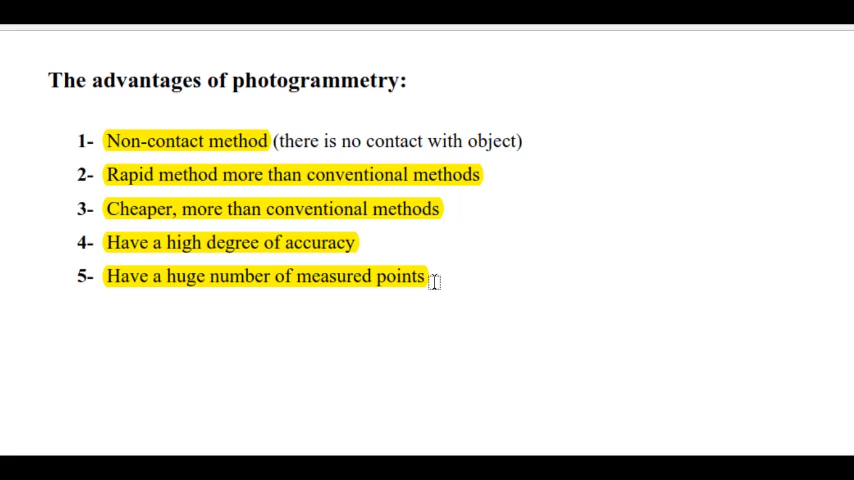 The advantages of photogrammetry:
1- Non-contact method (there is no contact with object)
2- Rapid method more than conventional methods
3- Cheaper, more than conventional methods
4- Have a high degree of accuracy
5- Have a huge number of measured points